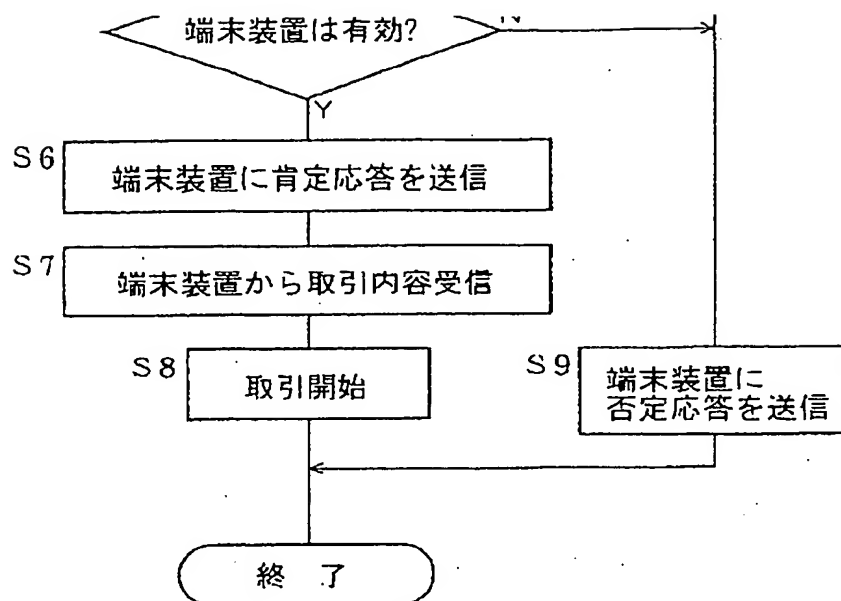 端末装置は有効?
Y
S6
端末装置に肯定応答を送信
S7
端末装置から取引内容受信
S8
取引開始
S9
端末装置に
否定応答を送信
終 了